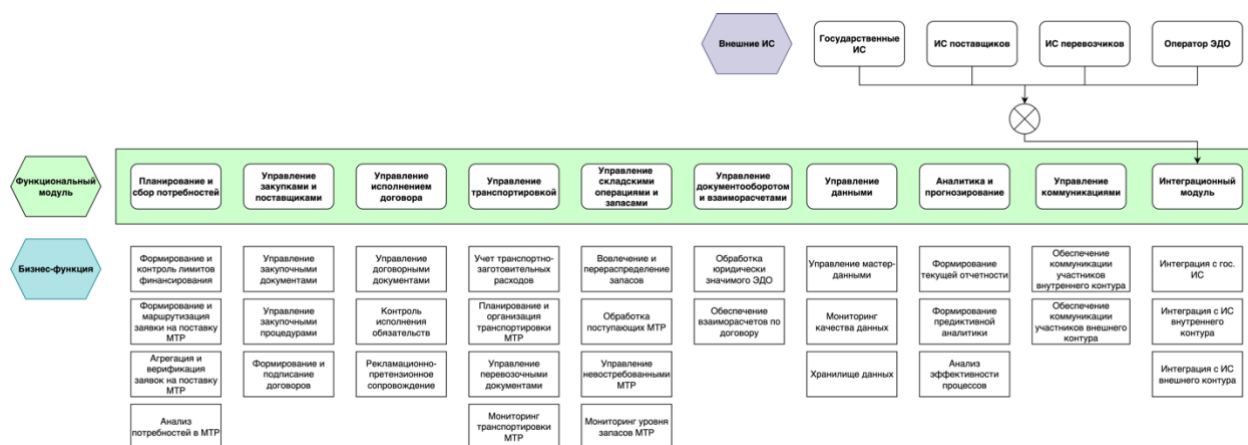 Внешние ИС
Государственные
ИС
ИС поставщиков
ИС перевозчиков
Оператор ЭДО
Функциональный
модуль
Планирование и
сбор потребностей
Управление
закупками и
поставщиками
Управление
исполнением
договора
Управление
транспортировкой
Управление
складскими
операциями и
запасами
Управление
документооборотом
и взаиморасчетами
Управление
данными
Аналитика и
прогнозирование
Управление
коммуникациями
Интеграционный
модуль
Бизнес-функция
Формирование и
контроль лимитов
финансирования
Управление
закупочными
документами
Управление
договорными
документами
Учет транспортно-
заготовительных
расходов
Вовлечение и
перераспределение
запасов
Обработка
юридически
значимого ЭДО
Управление мастер-
данными
Формирование
текущей отчетности
Обеспечение
коммуникации
участников
внутреннего контура
Интеграция с гос.
ИС
Формирование и
маршрутизация
заявки на поставку
МТР
Управление
закупочными
процедурами
Контроль
исполнения
обязательств
Планирование и
организация
транспортировки МТР
Обработка
поступающих МТР
Обеспечение
взаиморасчетов по
договору
Мониторинг
качества данных
Формирование
предиктивной
аналитики
Обеспечение
коммуникации
участников внешнего
контура
Интеграция с ИС
внутреннего
контура
Агрегация и
верификация
заявок на поставку
МТР
Формирование и
подписание
договоров
Рекламационно-
претензионное
сопровождение
Управление
перевозочными
документами
Управление
невостребованными
МТР
Хранилище данных
Анализ
эффективности
процессов
Интеграция с ИС
внешнего контура
Анализ
потребностей в МТР
Мониторинг
транспортировки
МТР
Мониторинг уровня
запасов МТР